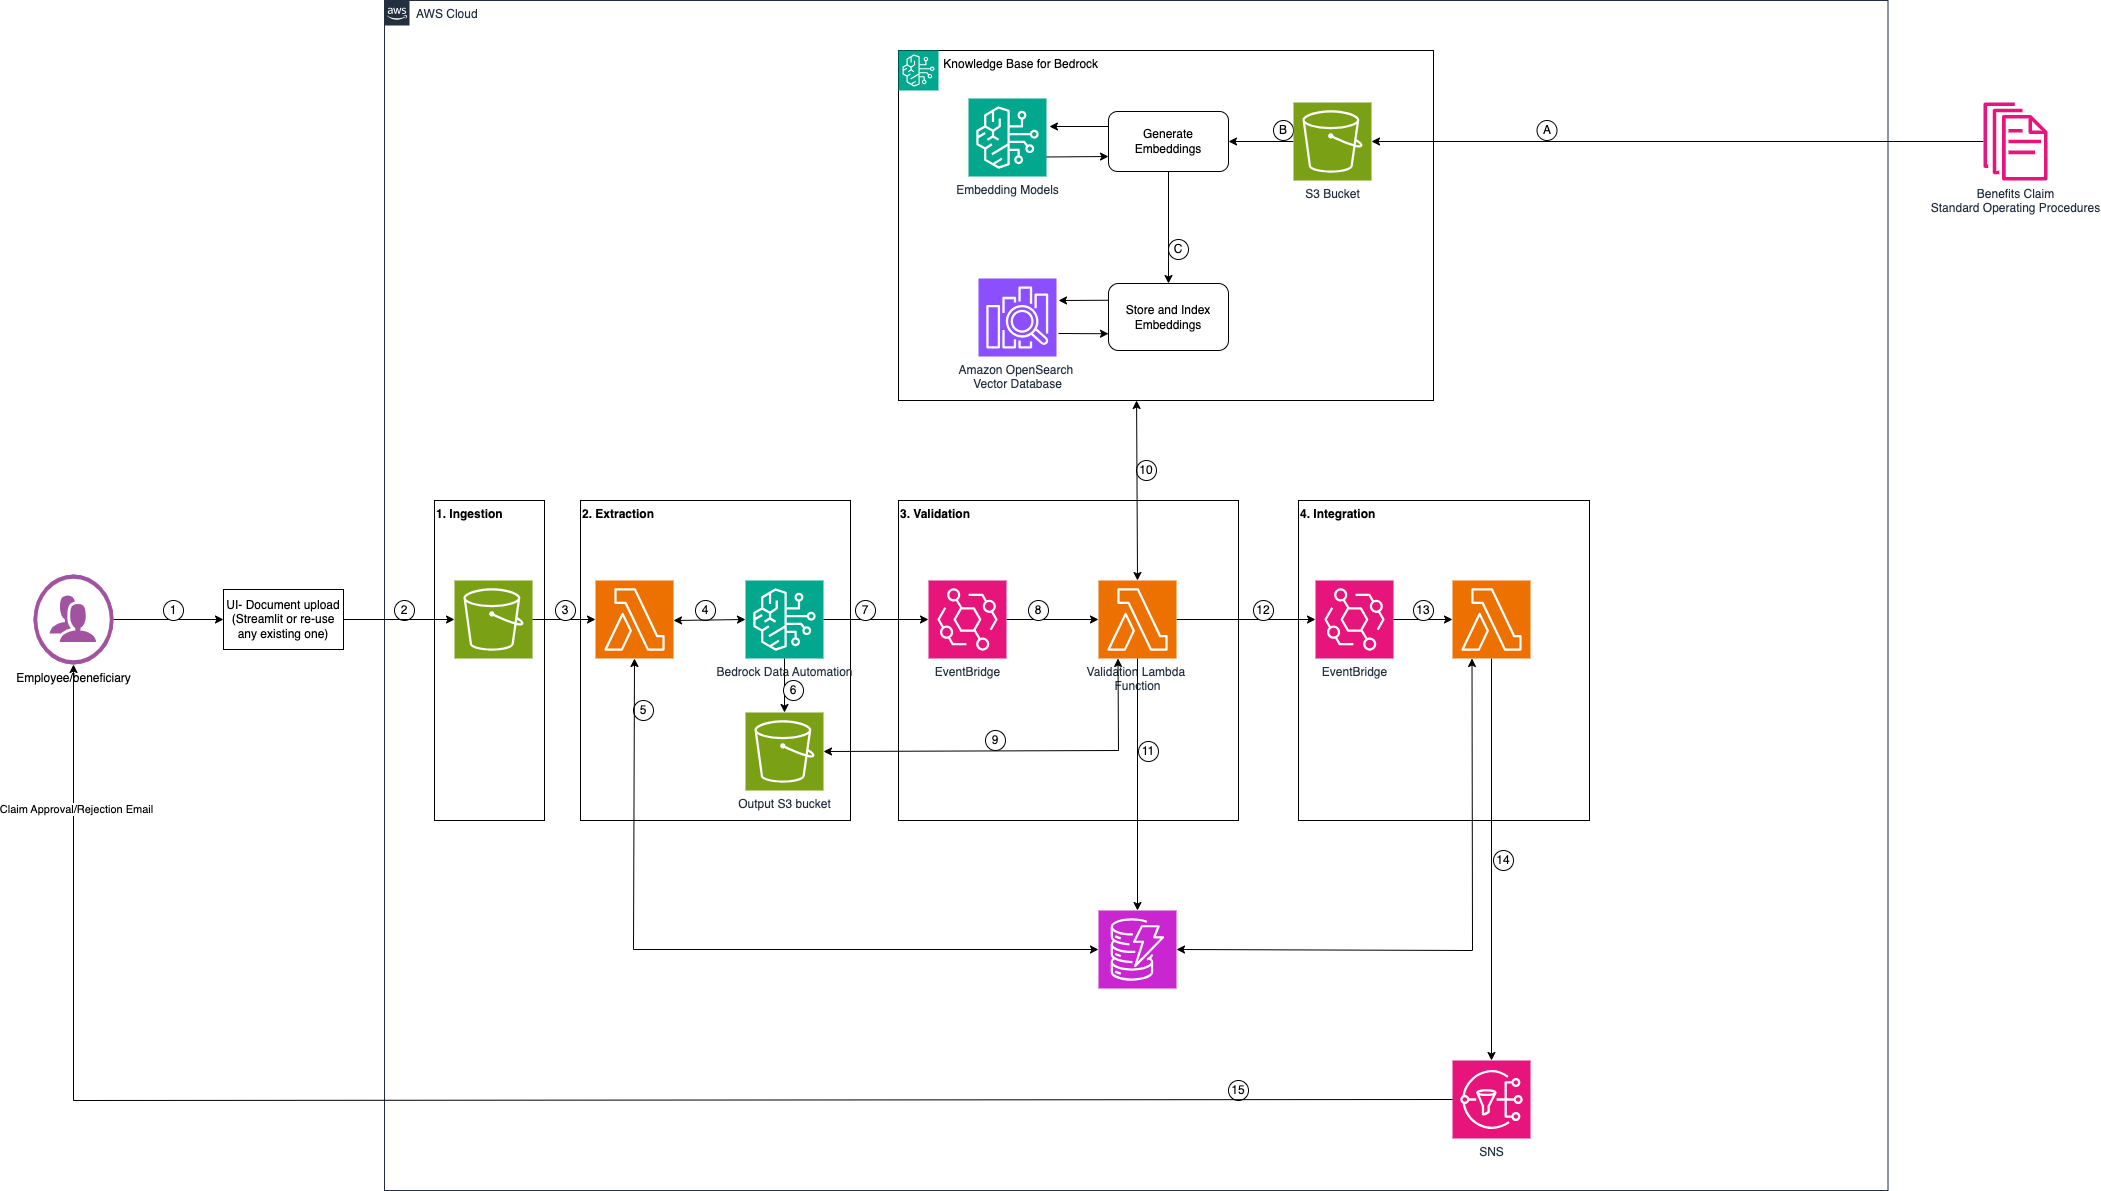 aws
AWS Cloud
Knowledge Base for Bedrock
Generate
Embeddings
B
A
Embedding Models
S3 Bucket
Benefits Claim
Standard Operating Procedures
C
Store and Index
Embeddings
Amazon OpenSearch
Vector Database
10
1. Ingestion
2. Extraction
3. Validation
4. Integration
1
UI- Document upload
(Streamlit or re-use
any existing one)
2
3
4
7
8
12
13
Employee/beneficiary
Bedrock Data Automation
EventBridge
Validation Lambda
Function
EventBridge
6
5
9
11
Output S3 bucket
Claim Approval/Rejection Email
14
15
SNS